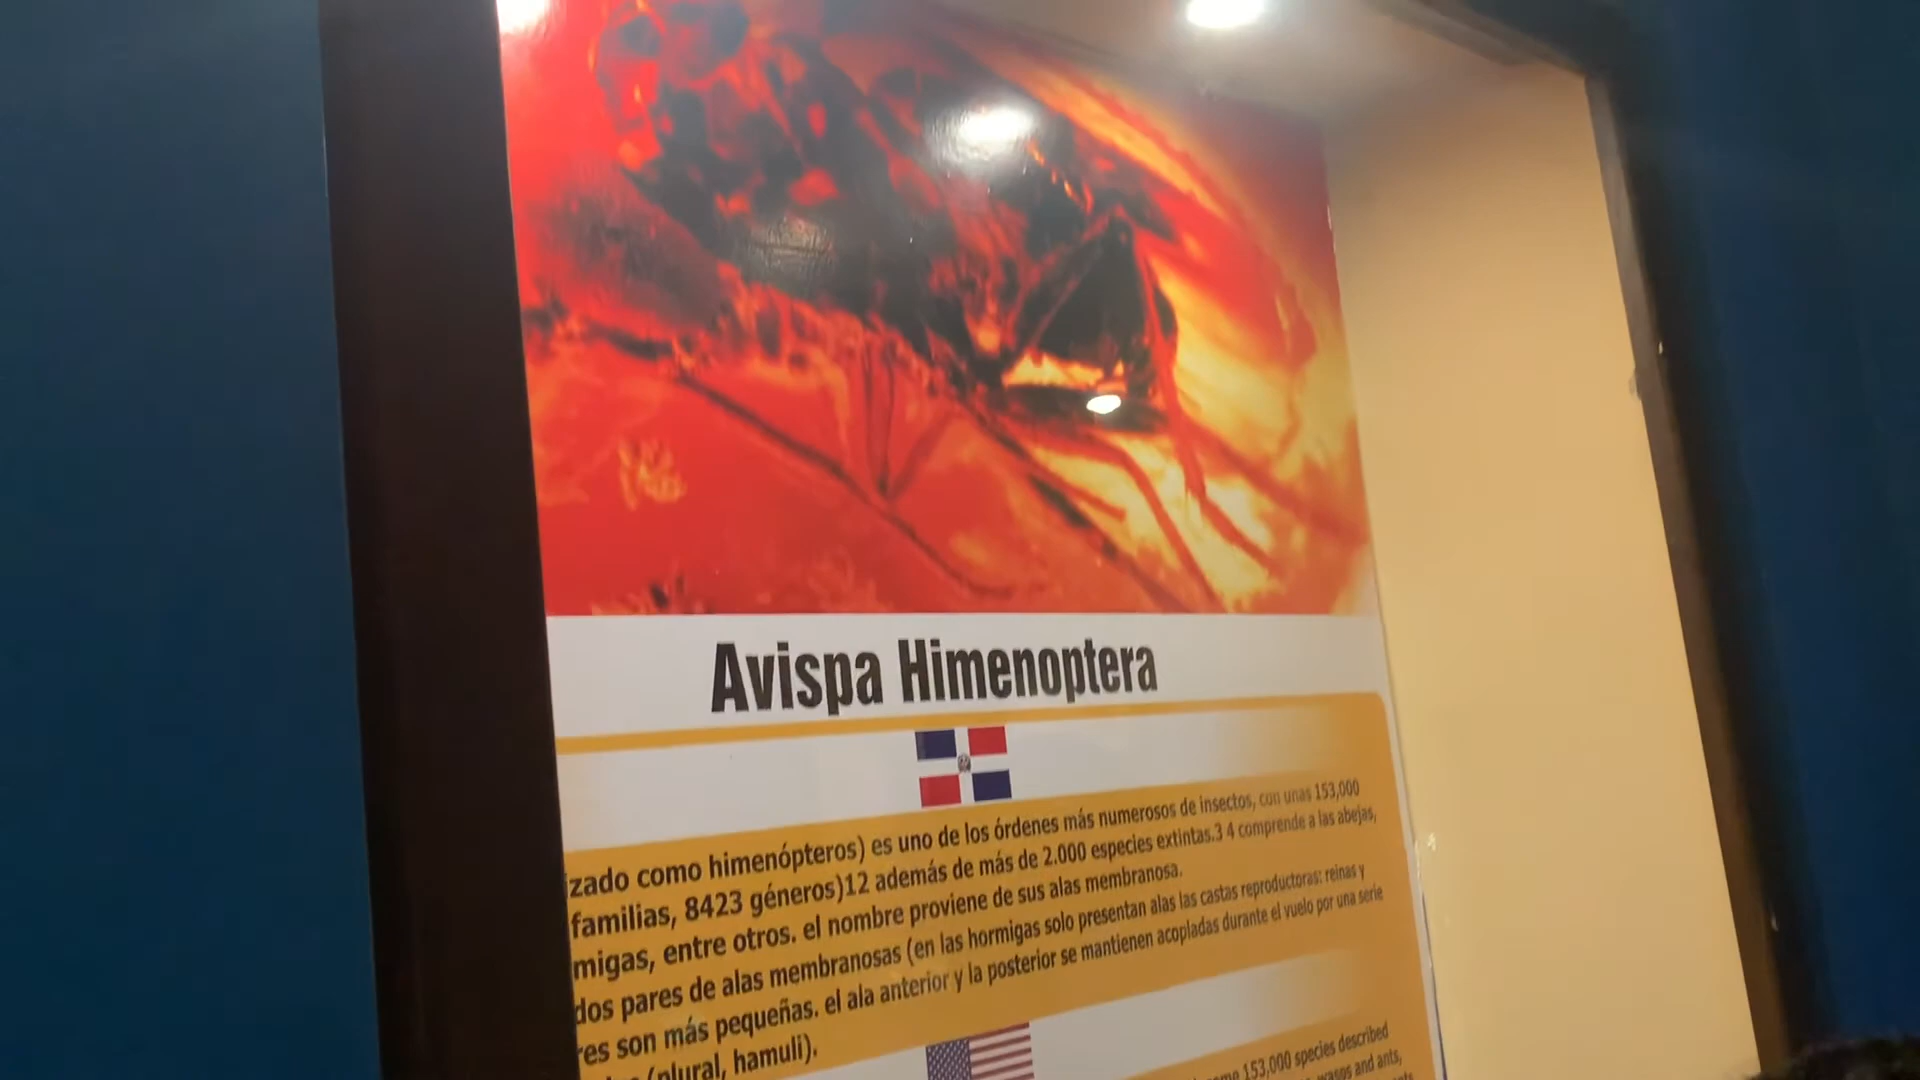 Avispa Himenoptera
zado como himenópteros) es uno de los órdenes más numerosos de insectos, con unas 153,000
familias, 8423 géneros)12 además de más de 2.000 especies extintas.3 4 comprende a las abejas,
migas, entre otros. el nombre proviene de sus alas membranosa.
dos pares de alas membranosas (en las hormigas solo presentan alas las castas reproductoras: reinas y
es son más pequeñas. el ala anterior y la posterior se mantienen acopladas durante el vuelo por una serie
(plural, hamuli).
153,000 species described
wasps and ants,